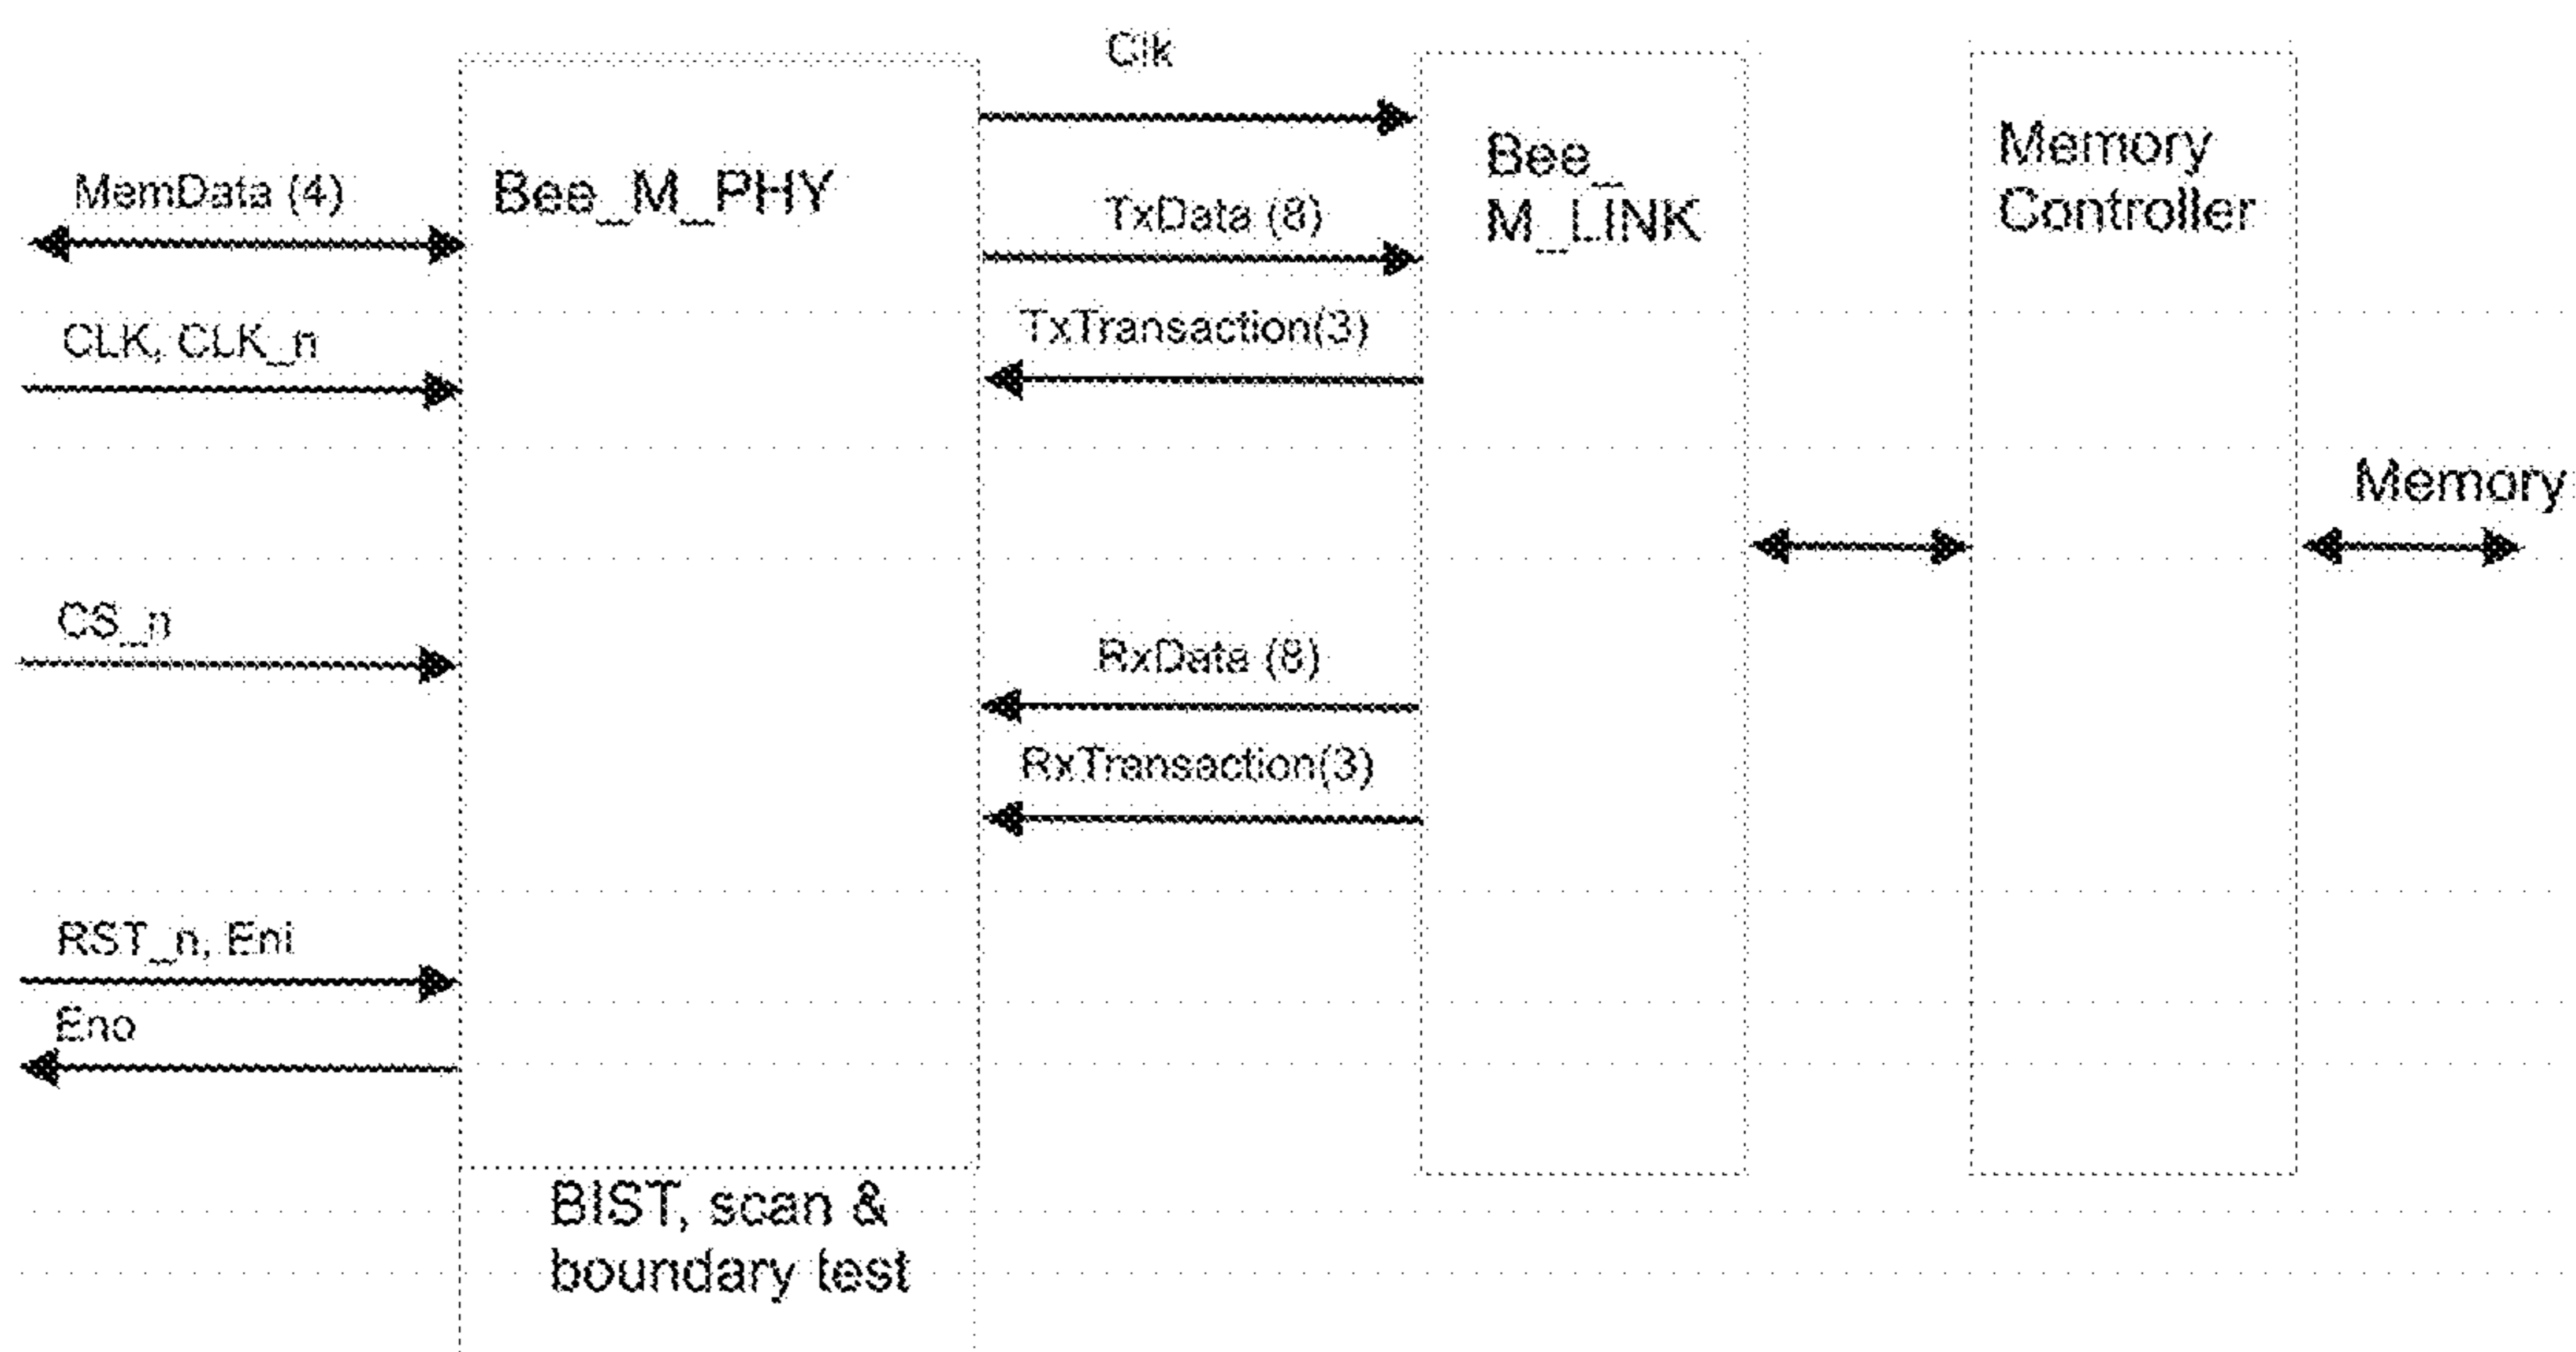 Clk
MemData (4)
Bee_M_PHY
TxData (8)
Bee_
M_LINK
Memory
Controller
CLK, CLK_n
TxTransaction(3)
Memory
CS_n
RxData (8)
RxTransaction(3)
RST_n, Eni
Eno
BIST, scan &
boundary test